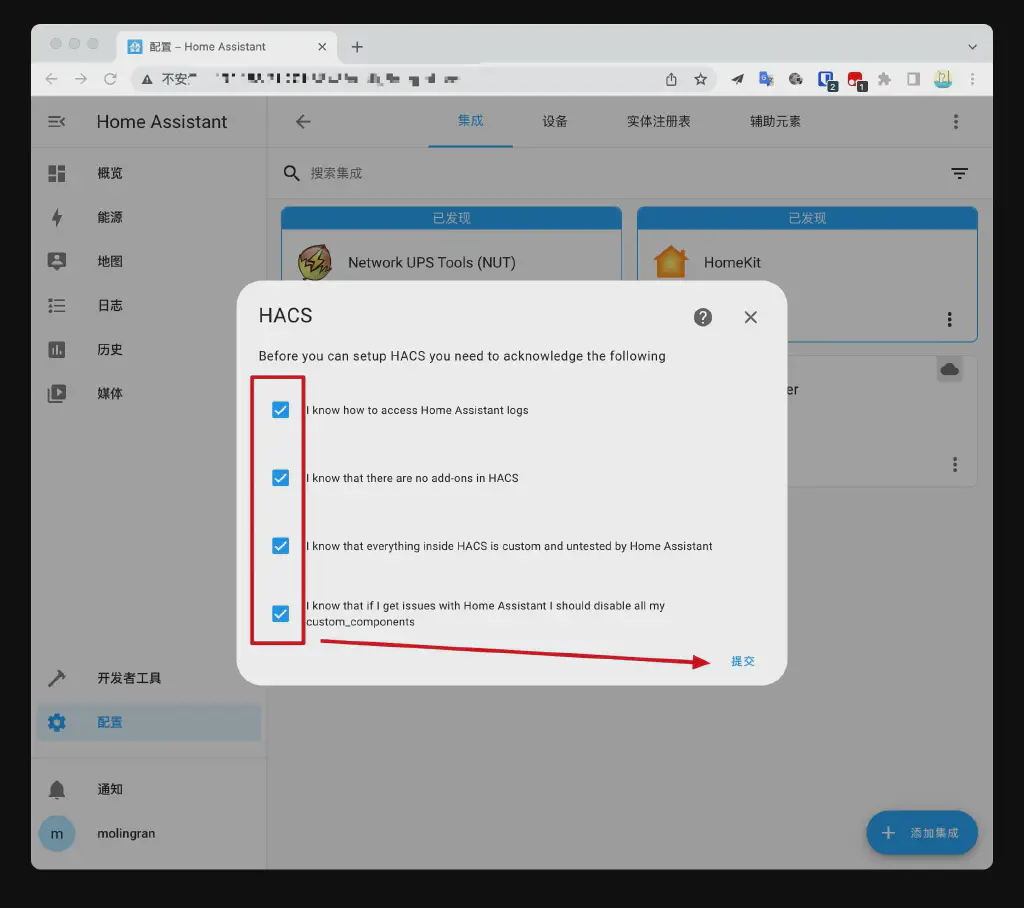 配置 – Home Assistant
不安
2
1
Home Assistant
集成
设备
实体注册表
辅助元素
概览
搜索集成
能源
已发现
已发现
地图
Network UPS Tools (NUT)
HomeKit
日志
HACS
历史
Before you can setup HACS you need to acknowledge the following
媒体
er
I know how to access Home Assistant logs
I know that there are no add-ons in HACS
I know that everything inside HACS is custom and untested by Home Assistant
I know that if I get issues with Home Assistant I should disable all my
custom_components
提交
开发者工具
配置
通知
m
molingran
添加集成